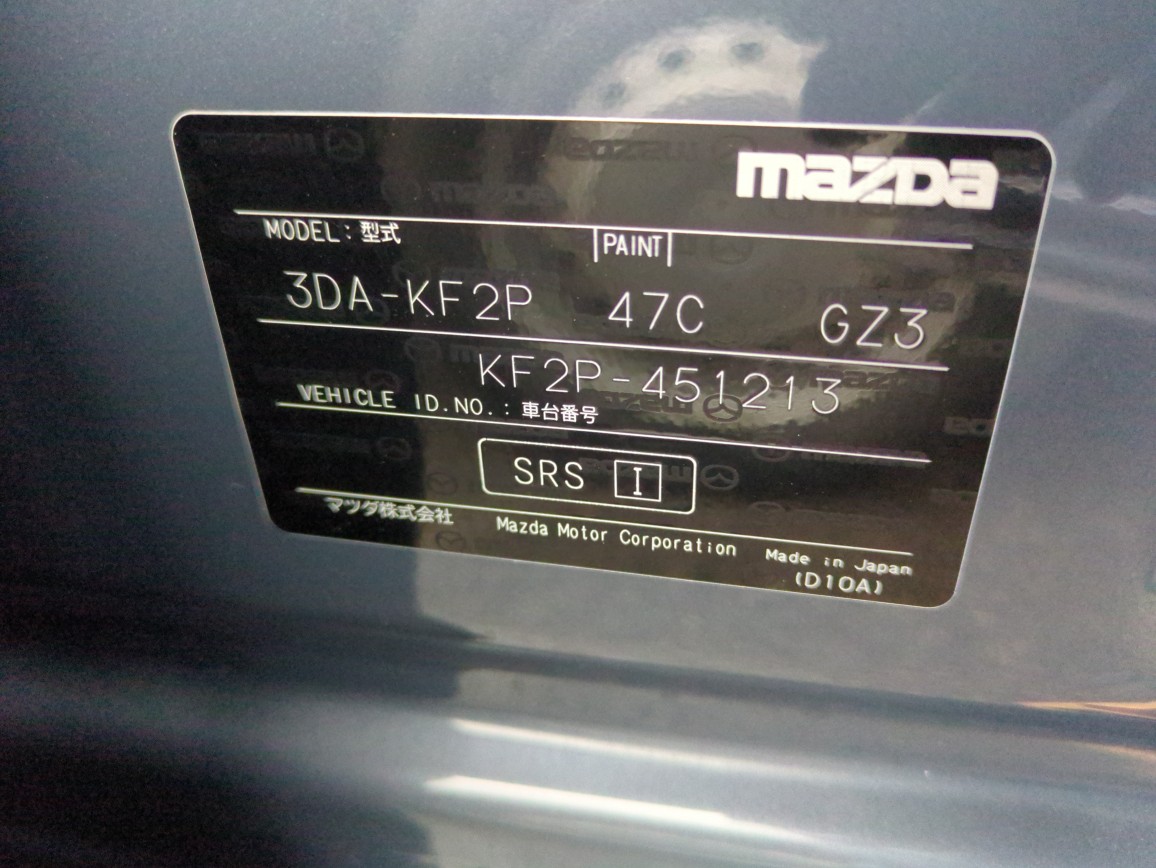 mazda
MODEL：型式 PAINT
3DA-KF2P 47C GZ3
KF2P-451213
VEHICLE ID.NO.：車台番号
SRS I
マツダ株式会社 Mazda Motor Corporation Made in Japan
(D10A)